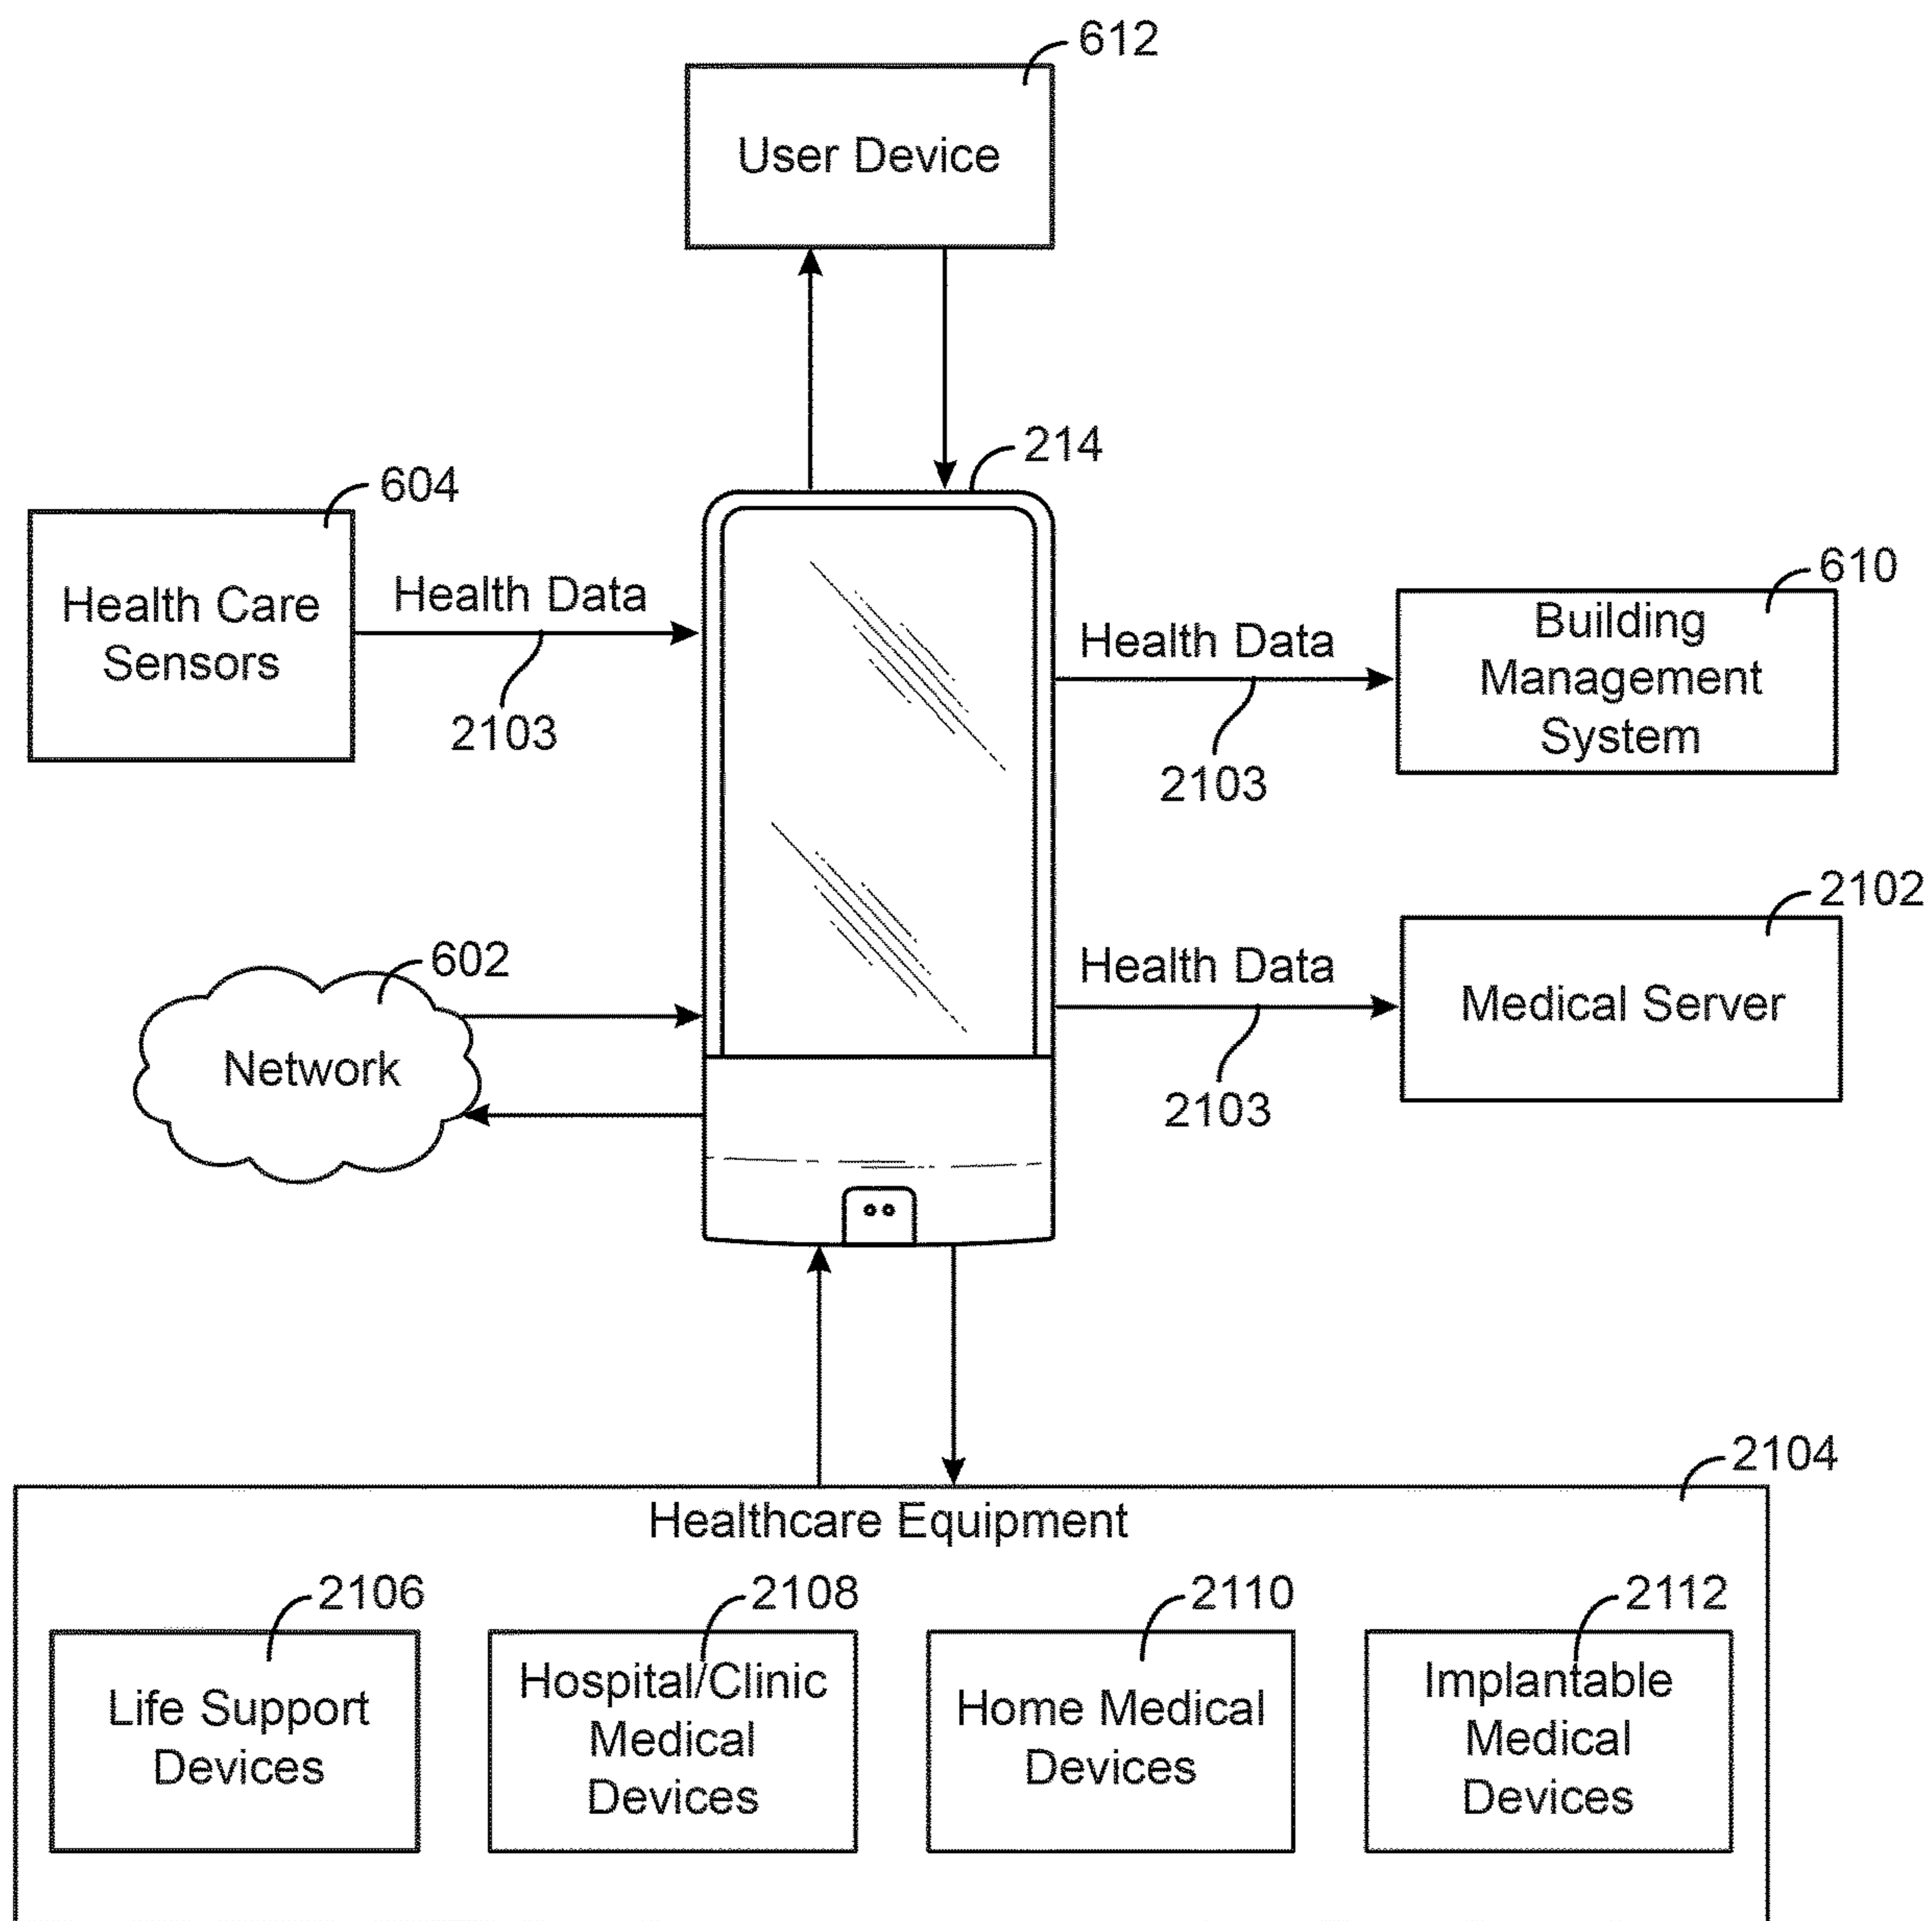 612
User Device
214
604
Health Care
Sensors
Health Data
2103
610
Building
Management
System
Health Data
2103
602
Network
2102
Medical Server
Health Data
2103
2104
Healthcare Equipment
2106
Life Support
Devices
2108
Hospital/Clinic
Medical
Devices
2110
Home Medical
Devices
2112
Implantable
Medical
Devices